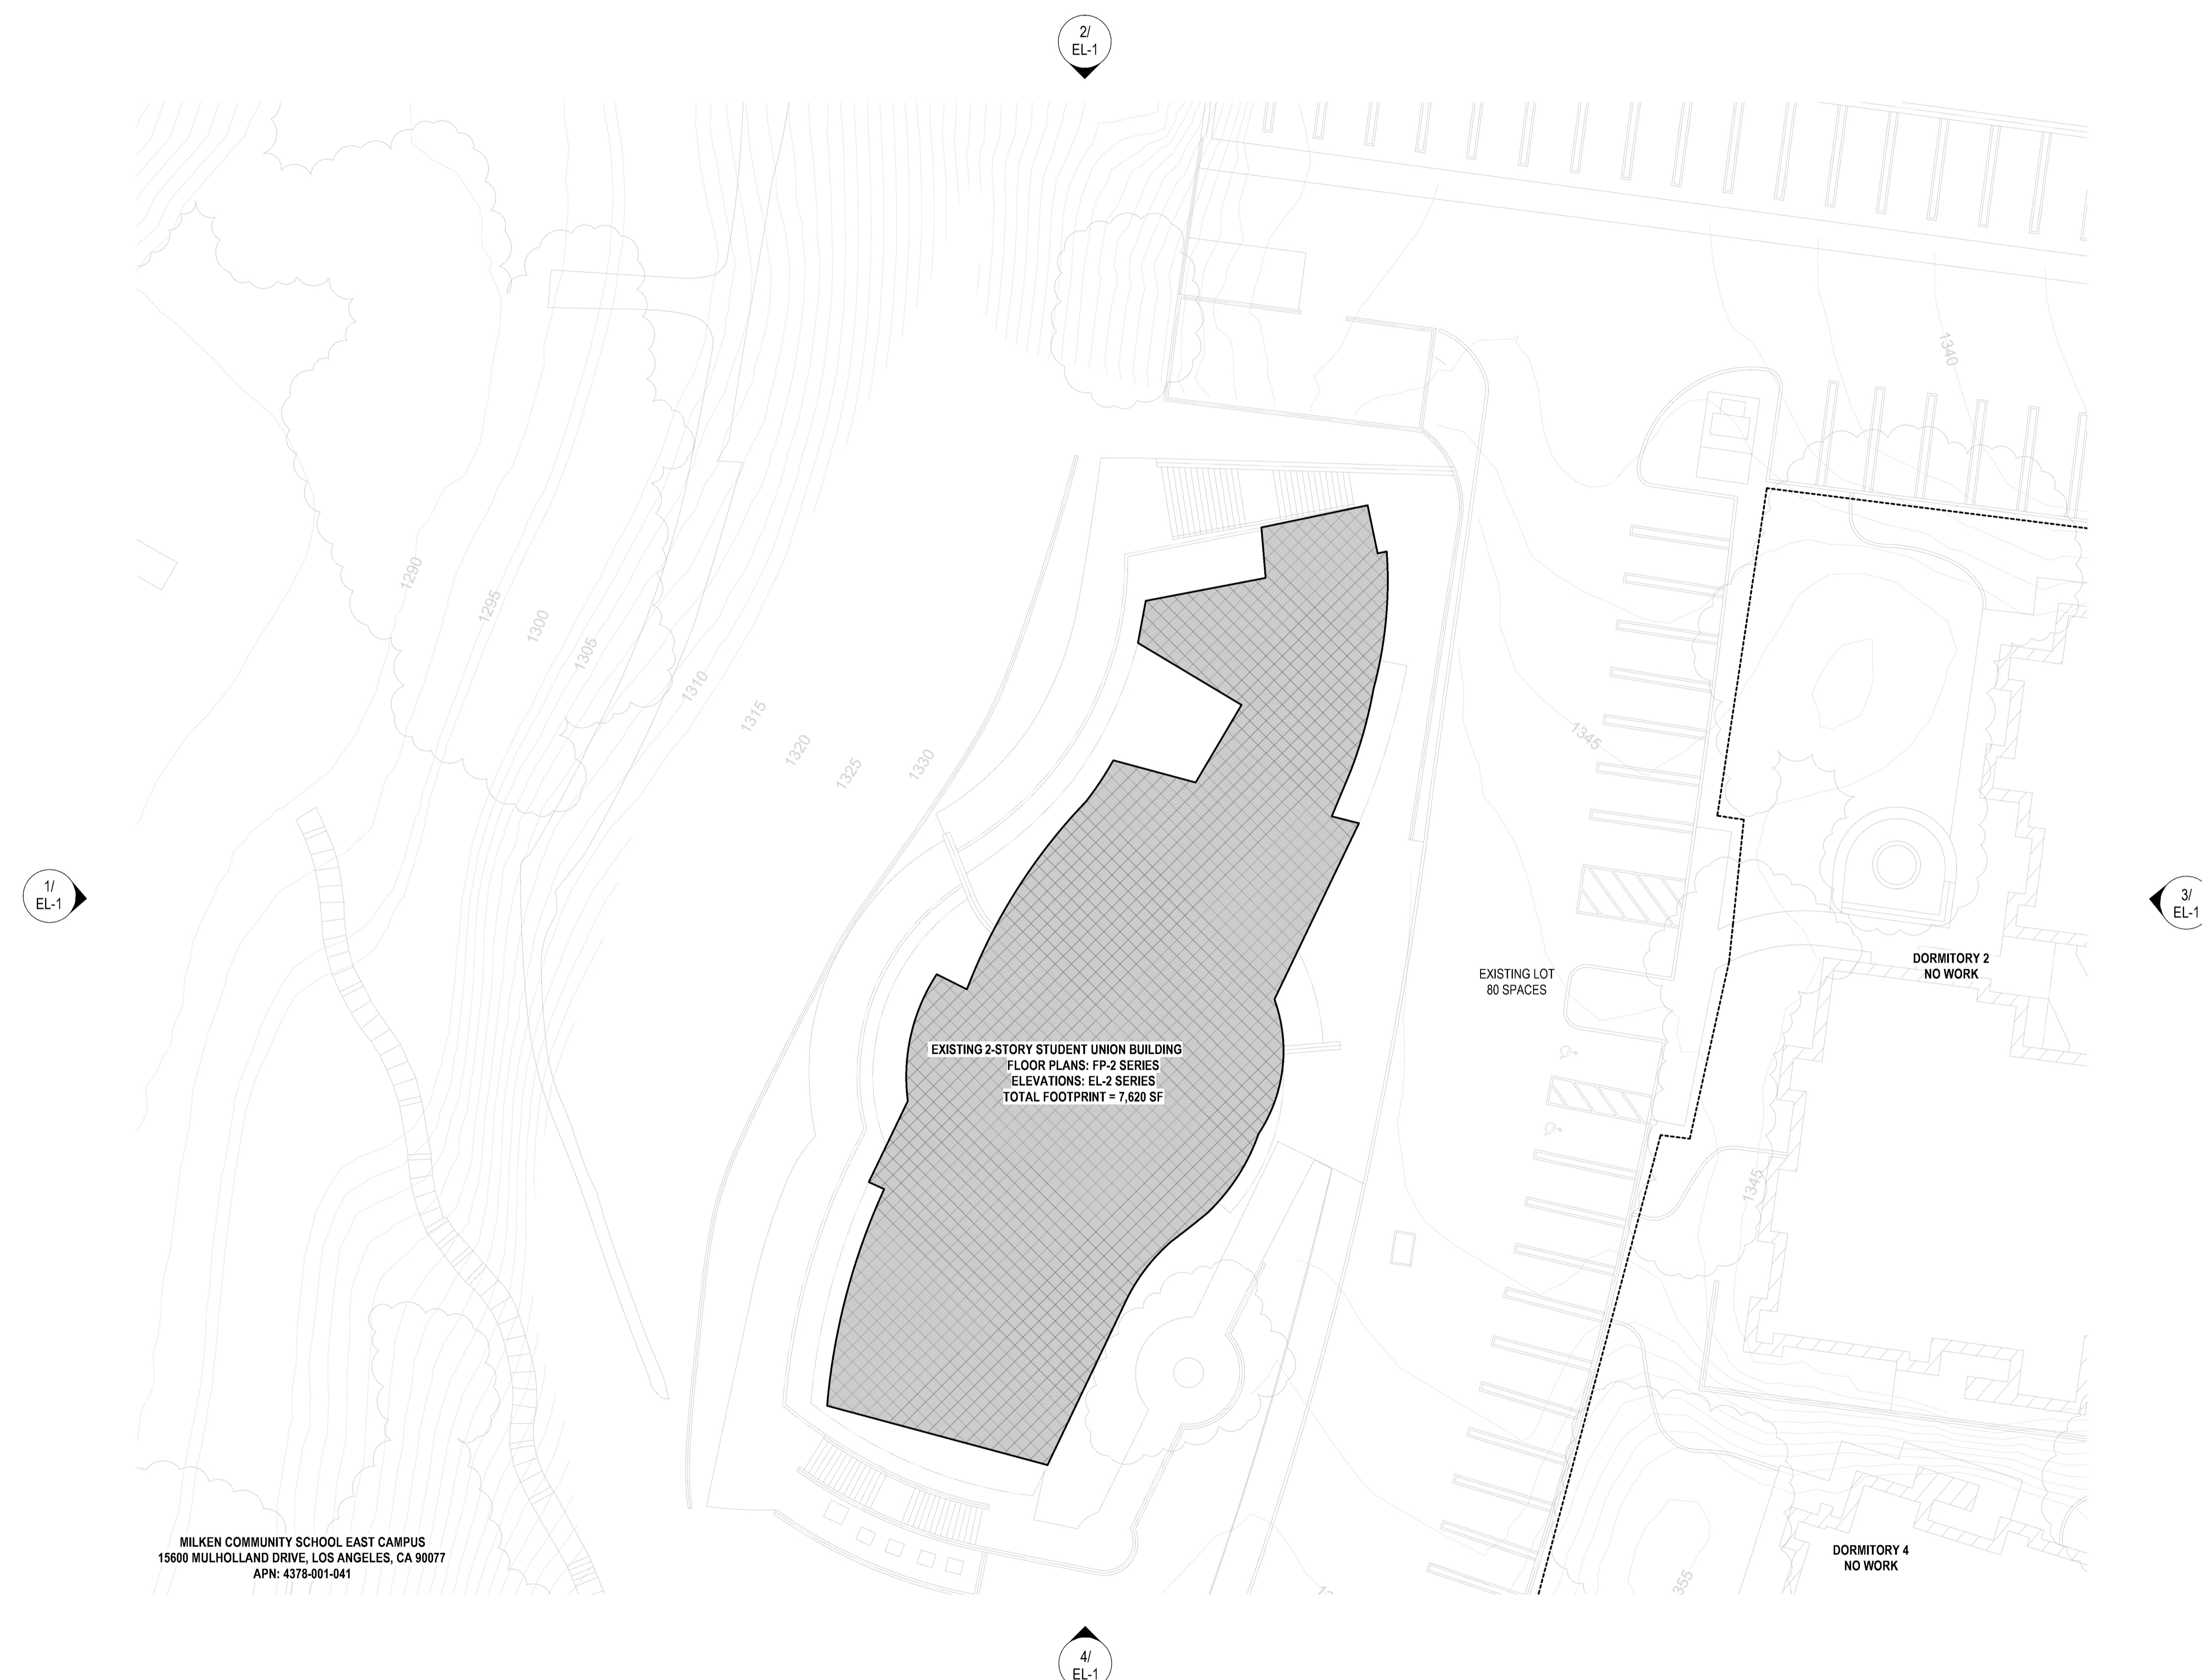 2/
EL-1
1340
1290
1295
1300
1305
1310
1315
1320
1325
1330
1345
1/
EL-1
3/
EL-1
DORMITORY 2
NO WORK
EXISTING LOT
80 SPACES
EXISTING 2-STORY STUDENT UNION BUILDING
FLOOR PLANS: FP-2 SERIES
ELEVATIONS: EL-2 SERIES
TOTAL FOOTPRINT = 7,620 SF
1345
MILKEN COMMUNITY SCHOOL EAST CAMPUS
15600 MULHOLLAND DRIVE, LOS ANGELES, CA 90077
APN: 4378-001-041
DORMITORY 4
NO WORK
355
4/
EL-1